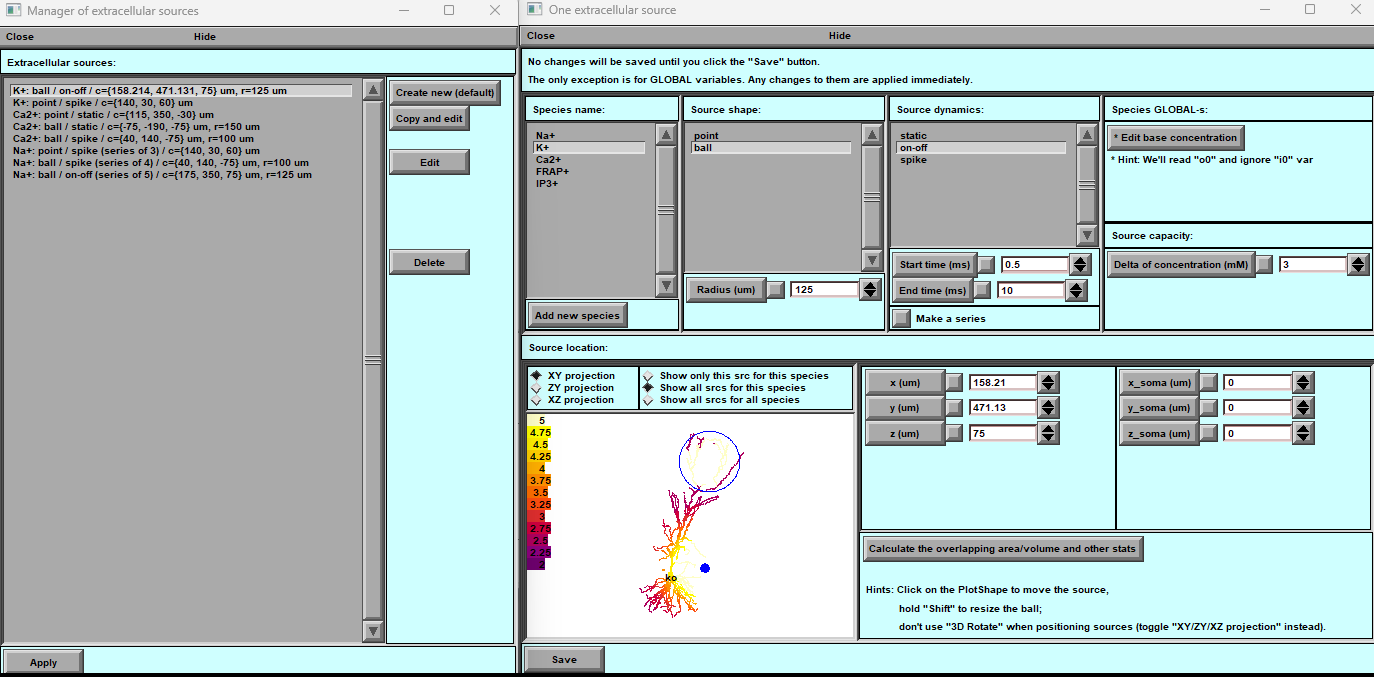 Manager of extracellular sources
Close Hide
Extracellular sources:
K+: ball / on-off / c={158.214, 471.131, 75} um, r=125 um
K+: point / spike / c={140, 30, 60} um
Ca2+: point / static / c={115, 350, -30} um
Ca2+: ball / static / c={-75, -190, -75} um, r=150 um
Ca2+: ball / spike / c={40, 140, -75} um, r=100 um
Na+: point / spike (series of 3) / c={140, 30, 60} um
Na+: ball / spike (series of 4) / c={40, 140, -75} um, r=100 um
Na+: ball / on-off (series of 5) / c={175, 350, 75} um, r=125 um
Create new (default)
Copy and edit
Edit
Delete
Apply
One extracellular source
Close Hide
No changes will be saved until you click the "Save" button.
The only exception is for GLOBAL variables. Any changes to them are applied immediately.
Species name:
Na+
K+
Ca2+
FRAP+
IP3+
Add new species
Source shape:
point
ball
Radius (um) 125
Source dynamics:
static
on-off
spike
Start time (ms) 0.5
End time (ms) 10
Make a series
Species GLOBAL-s:
* Edit base concentration
* Hint: We'll read "o0" and ignore "i0" var
Source capacity:
Delta of concentration (mM) 3
Source location:
XY projection
ZY projection
XZ projection
Show only this src for this species
Show all srcs for this species
Show all srcs for all species
5
4.75
4.5
4.25
4
3.75
3.5
3.25
3
2.75
2.5
2.25
2
ko
x (um) 158.21
y (um) 471.13
z (um) 75
x_soma (um) 0
y_soma (um) 0
z_soma (um) 0
Calculate the overlapping area/volume and other stats
Hints: Click on the PlotShape to move the source,
hold "Shift" to resize the ball;
don't use "3D Rotate" when positioning sources (toggle "XY/ZY/XZ projection" instead).
Save